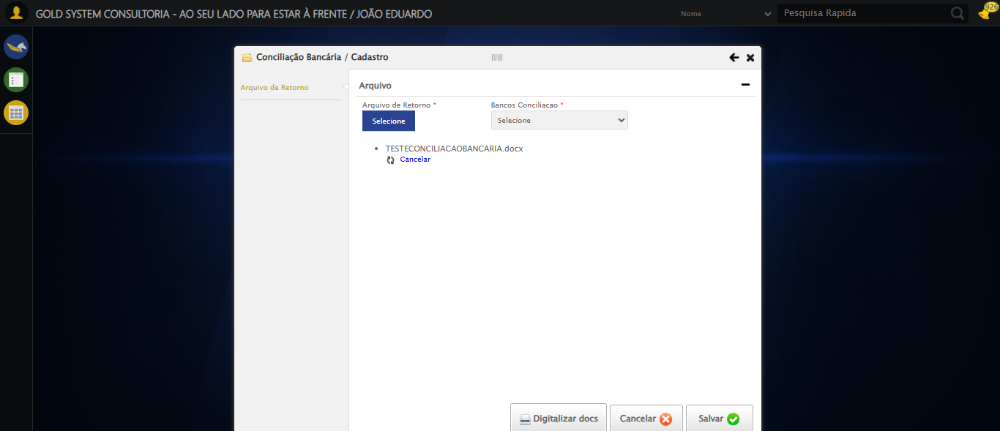 GOLD SYSTEM CONSULTORIA - AO SEU LADO PARA ESTAR À FRENTE / JOÃO EDUARDO
Nome
Pesquisa Rapida
926
Conciliação Bancária / Cadastro
Arquivo de Retorno
Arquivo
Arquivo de Retorno *
Bancos Conciliacao *
Selecione
Selecione
• TESTECONCILIACAOBANCARIA.docx
Cancelar
Digitalizar docs
Cancelar
Salvar